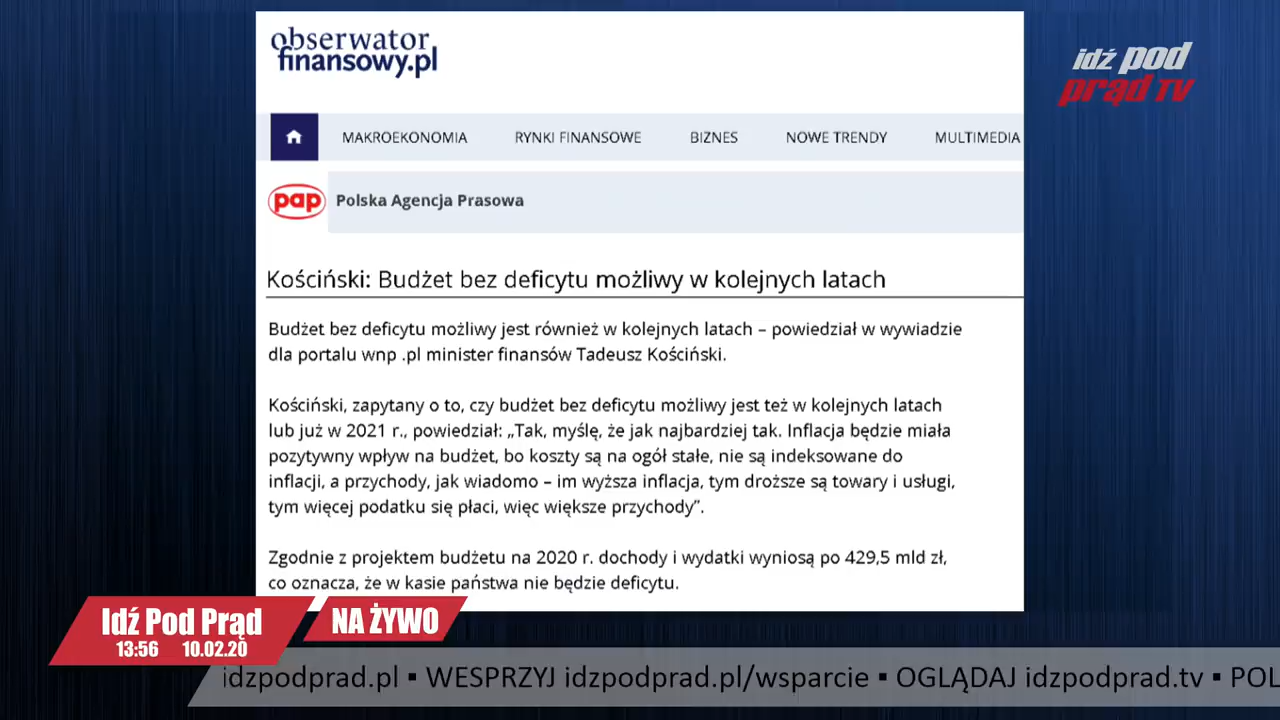 obserwator
finansowy.pl
idź pod
prąd TV
MAKROEKONOMIA RYNKI FINANSOWE BIZNES NOWE TRENDY MULTIMEDIA
pap Polska Agencja Prasowa
Kościński: Budżet bez deficytu możliwy w kolejnych latach
Budżet bez deficytu możliwy jest również w kolejnych latach – powiedział w wywiadzie
dla portalu wnp .pl minister finansów Tadeusz Kościński.
Kościński, zapytany o to, czy budżet bez deficytu możliwy jest też w kolejnych latach
lub już w 2021 r., powiedział: „Tak, myślę, że jak najbardziej tak. Inflacja będzie miała
pozytywny wpływ na budżet, bo koszty są na ogół stałe, nie są indeksowane do
inflacji, a przychody, jak wiadomo – im wyższa inflacja, tym droższe są towary i usługi,
tym więcej podatku się płaci, więc większe przychody”.
Zgodnie z projektem budżetu na 2020 r. dochody i wydatki wyniosą po 429,5 mld zł,
co oznacza, że w kasie państwa nie będzie deficytu.
Idź Pod Prąd NA ŻYWO
13:56 10.02.20
idzpodprad.pl ▪ WESPRZYJ idzpodprad.pl/wsparcie ▪ OGLĄDAJ idzpodprad.tv ▪ POL